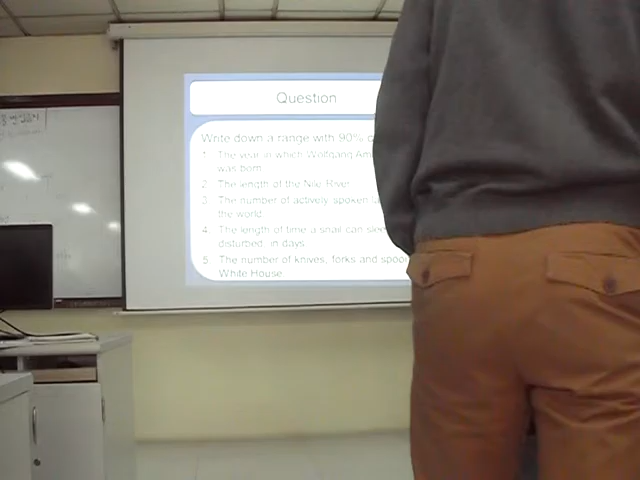 Question
Write down a range with 90%
1. The year in which Wolfgang Am
was born
2. The length of the Nile River
3. The number of actively spoken
the world
4. The length of time a snail can
disturbed, in days
5. The number of knives, forks and
White House